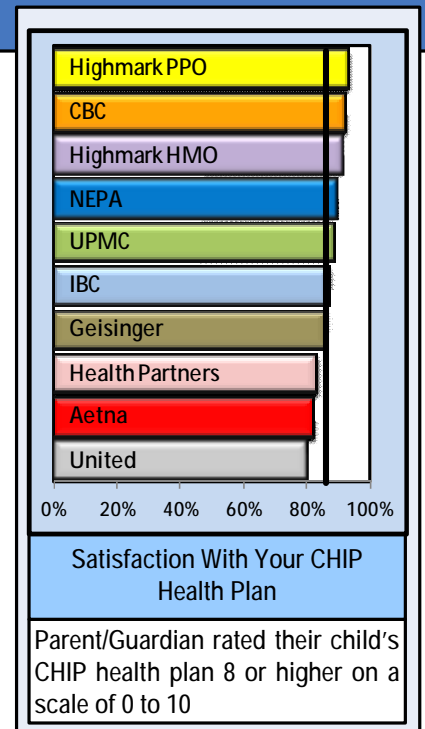 Highmark PPO
CBC
Highmark HMO
NEPA
UPMC
IBC
Geisinger
Health Partners
Aetna
United
0% 20% 40% 60% 80% 100%
Satisfaction With Your CHIP
Health Plan
Parent/Guardian rated their child's
CHIP health plan 8 or higher on a
scale of 0 to 10